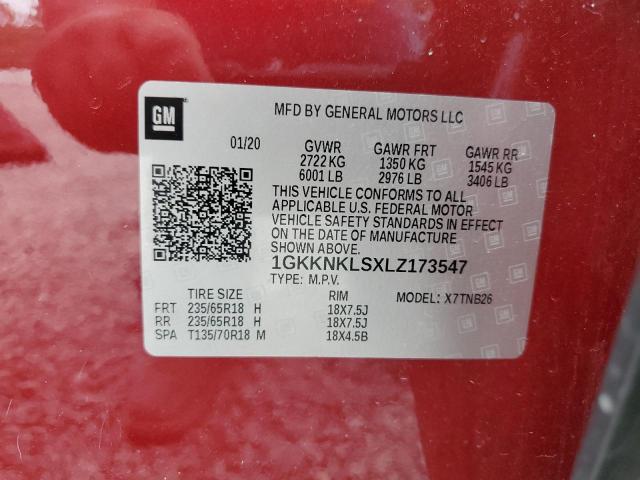 GM
MFD BY GENERAL MOTORS LLC
01/20 GVWR GAWR FRT GAWR RR
2722 KG 1350 KG 1545 KG
6001 LB 2976 LB 3406 LB
THIS VEHICLE CONFORMS TO ALL
APPLICABLE U.S. FEDERAL MOTOR
VEHICLE SAFETY STANDARDS IN EFFECT
ON THE DATE OF MANUFACTURE
SHOWN ABOVE.
1GKKNKLSXLZ173547
TYPE: M.P.V.
TIRE SIZE RIM MODEL: X7TNB26
FRT 235/65R18 H 18X7.5J
RR 235/65R18 H 18X7.5J
SPA T135/70R18 M 18X4.5B